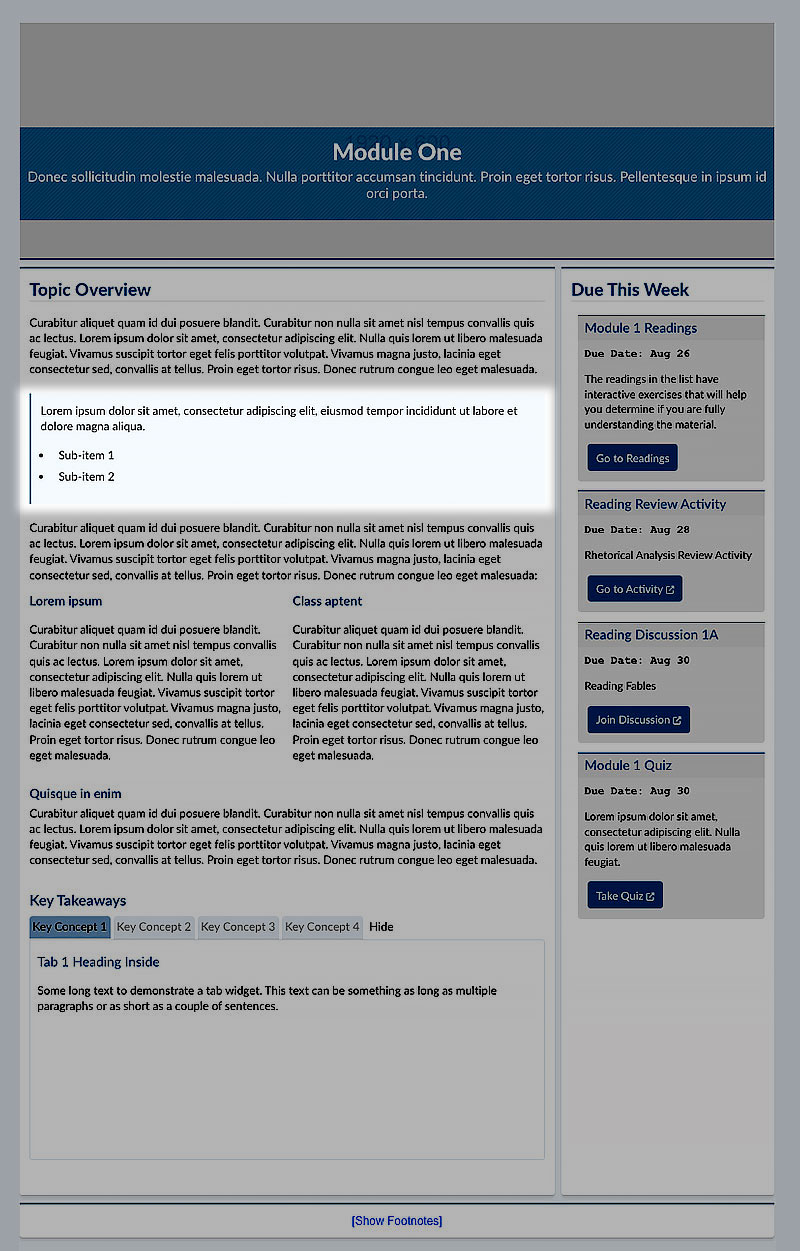 Module One
Donec sollicitudin molestie malesuada. Nulla porttitor accumsan tincidunt. Proin eget tortor risus. Pellentesque in ipsum id
orci porta.
Topic Overview
Curabitur aliquet quam id dui posuere blandit. Curabitur non nulla sit amet nisl tempus convallis quis
ac lectus. Lorem ipsum dolor sit amet, consectetur adipiscing elit. Nulla quis lorem ut libero malesuada
feugiat. Vivamus suscipit tortor eget felis porttitor volutpat. Vivamus magna justo, lacinia eget
consectetur sed, convallis at tellus. Proin eget tortor risus. Donec rutrum congue leo eget malesuada.
Lorem ipsum dolor sit amet, consectetur adipiscing elit, eiusmod tempor incididunt ut labore et
dolore magna aliqua.
• Sub-item 1
• Sub-item 2
Curabitur aliquet quam id dui posuere blandit. Curabitur non nulla sit amet nisl tempus convallis quis
ac lectus. Lorem ipsum dolor sit amet, consectetur adipiscing elit. Nulla quis lorem ut libero malesuada
feugiat. Vivamus suscipit tortor eget felis porttitor volutpat. Vivamus magna justo, lacinia eget
consectetur sed, convallis at tellus. Proin eget tortor risus. Donec rutrum congue leo eget malesuada:
Lorem ipsum
Curabitur aliquet quam id dui posuere blandit.
Curabitur non nulla sit amet nisl tempus convallis
quis ac lectus. Lorem ipsum dolor sit amet,
consectetur adipiscing elit. Nulla quis lorem ut
libero malesuada feugiat. Vivamus suscipit tortor
eget felis porttitor volutpat. Vivamus magna justo,
lacinia eget consectetur sed, convallis at tellus.
Proin eget tortor risus. Donec rutrum congue leo
eget malesuada.
Class aptent
Curabitur aliquet quam id dui posuere blandit.
Curabitur non nulla sit amet nisl tempus convallis
quis ac lectus. Lorem ipsum dolor sit amet,
consectetur adipiscing elit. Nulla quis lorem ut
libero malesuada feugiat. Vivamus suscipit tortor
eget felis porttitor volutpat. Vivamus magna justo,
lacinia eget consectetur sed, convallis at tellus.
Proin eget tortor risus. Donec rutrum congue leo
eget malesuada.
Quisque in enim
Curabitur aliquet quam id dui posuere blandit. Curabitur non nulla sit amet nisl tempus convallis quis
ac lectus. Lorem ipsum dolor sit amet, consectetur adipiscing elit. Nulla quis lorem ut libero malesuada
feugiat. Vivamus suscipit tortor eget felis porttitor volutpat. Vivamus magna justo, lacinia eget
consectetur sed, convallis at tellus. Proin eget tortor risus. Donec rutrum congue leo eget malesuada.
Key Takeaways
Key Concept 1 Key Concept 2 Key Concept 3 Key Concept 4 Hide
Tab 1 Heading Inside
Some long text to demonstrate a tab widget. This text can be something as long as multiple
paragraphs or as short as a couple of sentences.
Due This Week
Module 1 Readings
Due Date: Aug 26
The readings in the list have
interactive exercises that will help
you determine if you are fully
understanding the material.
Go to Readings
Reading Review Activity
Due Date: Aug 28
Rhetorical Analysis Review Activity
Go to Activity
Reading Discussion 1A
Due Date: Aug 30
Reading Fables
Join Discussion
Module 1 Quiz
Due Date: Aug 30
Lorem ipsum dolor sit amet,
consectetur adipiscing elit. Nulla
quis lorem ut libero malesuada
feugiat.
Take Quiz
[Show Footnotes]